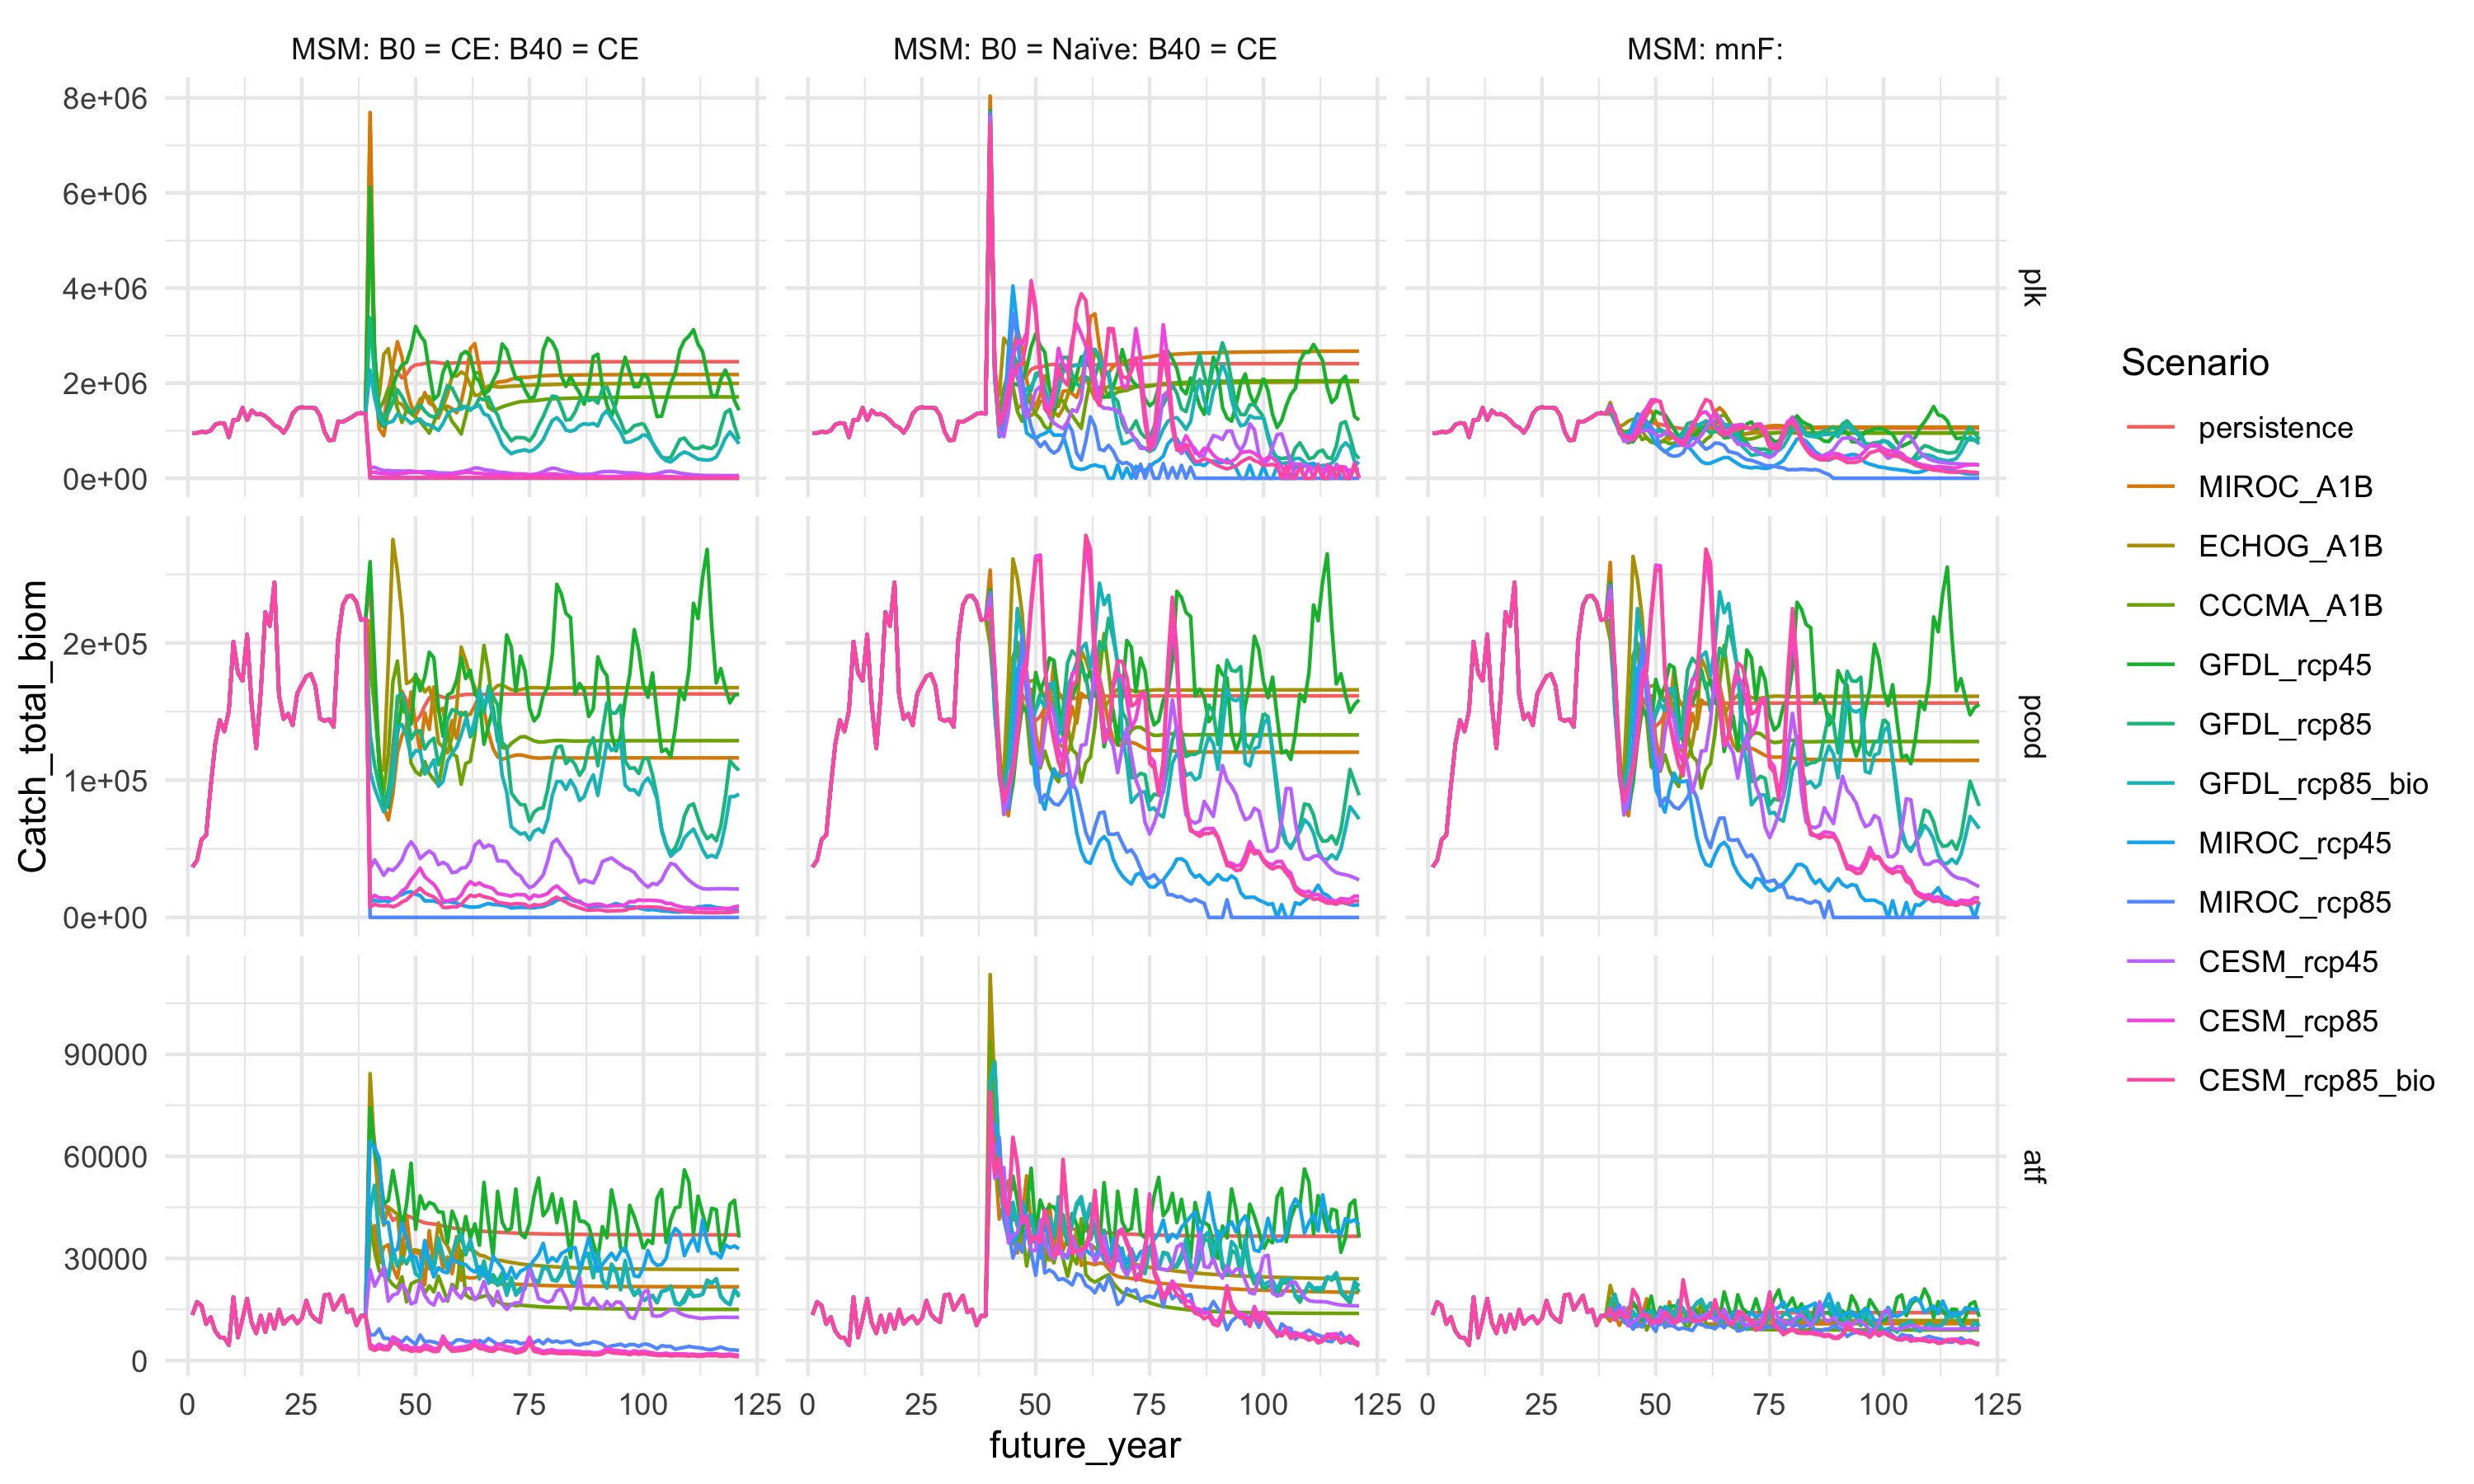 MSM: B0 = CE: B40 = CE
MSM: B0 = Naïve: B40 = CE
MSM: mnF:
8e+06
6e+06
4e+06
2e+06
0e+00
plk
2e+05
1e+05
0e+00
pcod
90000
60000
30000
0
atf
Catch_total_biom
0 25 50 75 100 125
0 25 50 75 100 125
0 25 50 75 100 125
future_year
Scenario
persistence
MIROC_A1B
ECHOG_A1B
CCCMA_A1B
GFDL_rcp45
GFDL_rcp85
GFDL_rcp85_bio
MIROC_rcp45
MIROC_rcp85
CESM_rcp45
CESM_rcp85
CESM_rcp85_bio